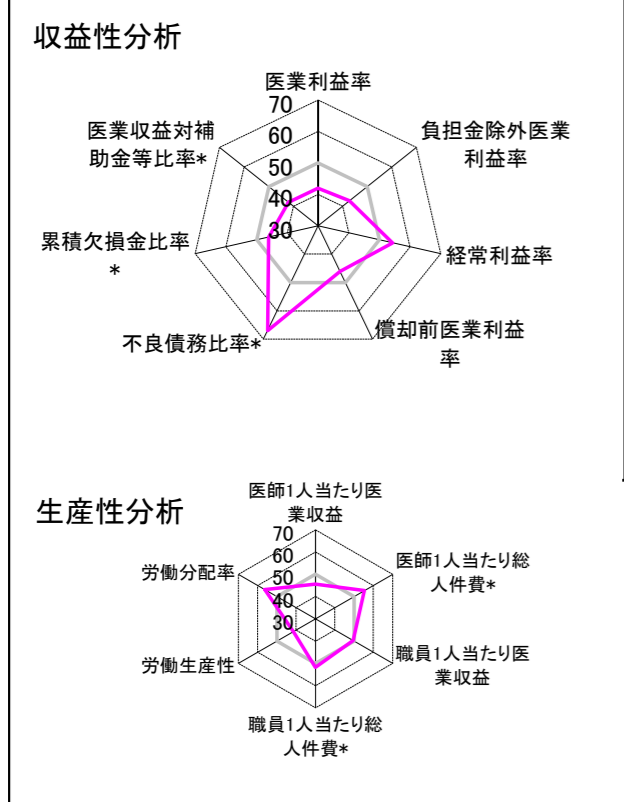 収益性分析
医業利益率
負担金除外医業
利益率
経常利益率
償却前医業利益
率
不良債務比率*
累積欠損金比率
*
医業収益対補
助金等比率*
70
60
50
40
30
生産性分析
医師1人当たり医
業収益
医師1人当たり総
人件費*
職員1人当たり医
業収益
職員1人当たり総
人件費*
労働生産性
労働分配率
70
60
50
40
30